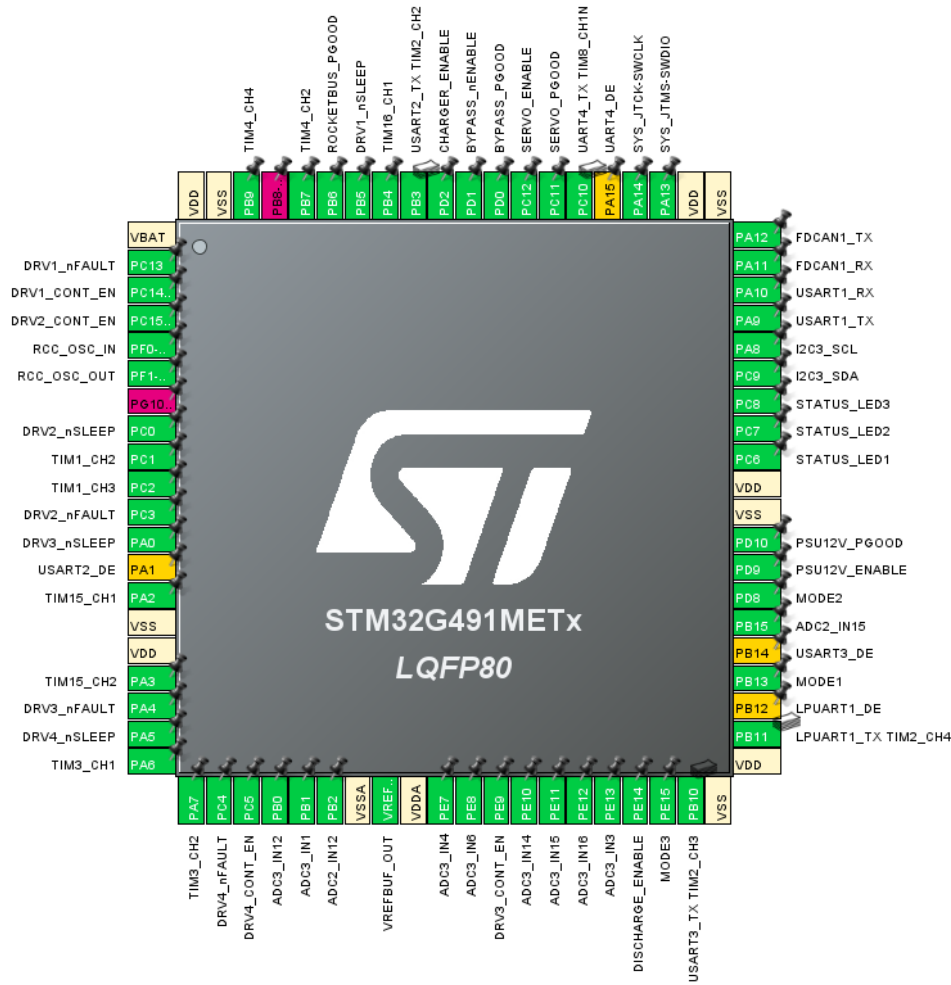 TIM4_CH4
TIM4_CH2
ROCKETBUS_PGOOD
DRV1_nSLEEP
TIM16_CH1
USART2_TX TIM2_CH2
CHARGER_ENABLE
BYPASS_nENABLE
BYPASS_PGOOD
SERVO_ENABLE
SERVO_PGOOD
UART4_TX TIM8_CH1N
UART4_DE
SYS_JTCK-SWCLK
SYS_JTMS-SWDIO
VDD
VSS
PB9
PB8-..
PB7
PB6
PB5
PB4
PB3
PD2
PD1
PD0
PC12
PC11
PC10
PA15
PA14
PA13
VDD
VSS
VBAT
DRV1_nFAULT PC13
DRV1_CONT_EN PC14..
DRV2_CONT_EN PC15..
RCC_OSC_IN PF0-..
RCC_OSC_OUT PF1-..
PG10..
DRV2_nSLEEP PC0
TIM1_CH2 PC1
TIM1_CH3 PC2
DRV2_nFAULT PC3
DRV3_nSLEEP PA0
USART2_DE PA1
TIM15_CH1 PA2
VSS
VDD
TIM15_CH2 PA3
DRV3_nFAULT PA4
DRV4_nSLEEP PA5
TIM3_CH1 PA6
ST
STM32G491METx
LQFP80
PA12 FDCAN1_TX
PA11 FDCAN1_RX
PA10 USART1_RX
PA9 USART1_TX
PA8 I2C3_SCL
PC9 I2C3_SDA
PC8 STATUS_LED3
PC7 STATUS_LED2
PC6 STATUS_LED1
VDD
VSS
PD10 PSU12V_PGOOD
PD9 PSU12V_ENABLE
PD8 MODE2
PB15 ADC2_IN15
PB14 USART3_DE
PB13 MODE1
PB12 LPUART1_DE
PB11 LPUART1_TX TIM2_CH4
VDD
PA7
PC4
PC5
PB0
PB1
PB2
VSSA
VREF..
VDDA
PE7
PE8
PE9
PE10
PE11
PE12
PE13
PE14
PE15
PB10
VSS
TIM3_CH2
DRV4_nFAULT
DRV4_CONT_EN
ADC3_IN12
ADC3_IN1
ADC2_IN12
VREFBUF_OUT
ADC3_IN4
ADC3_IN6
DRV3_CONT_EN
ADC3_IN14
ADC3_IN15
ADC3_IN16
ADC3_IN3
DISCHARGE_ENABLE
MODE3
USART3_TX TIM2_CH3